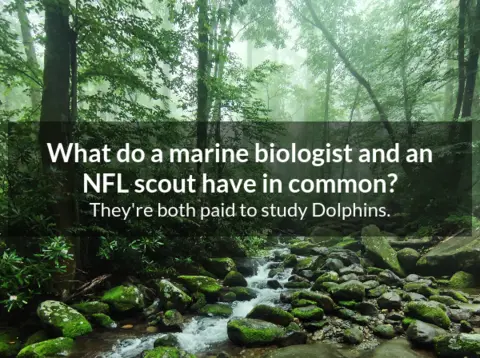 What do a marine biologist and an
NFL scout have in common?
They're both paid to study Dolphins.